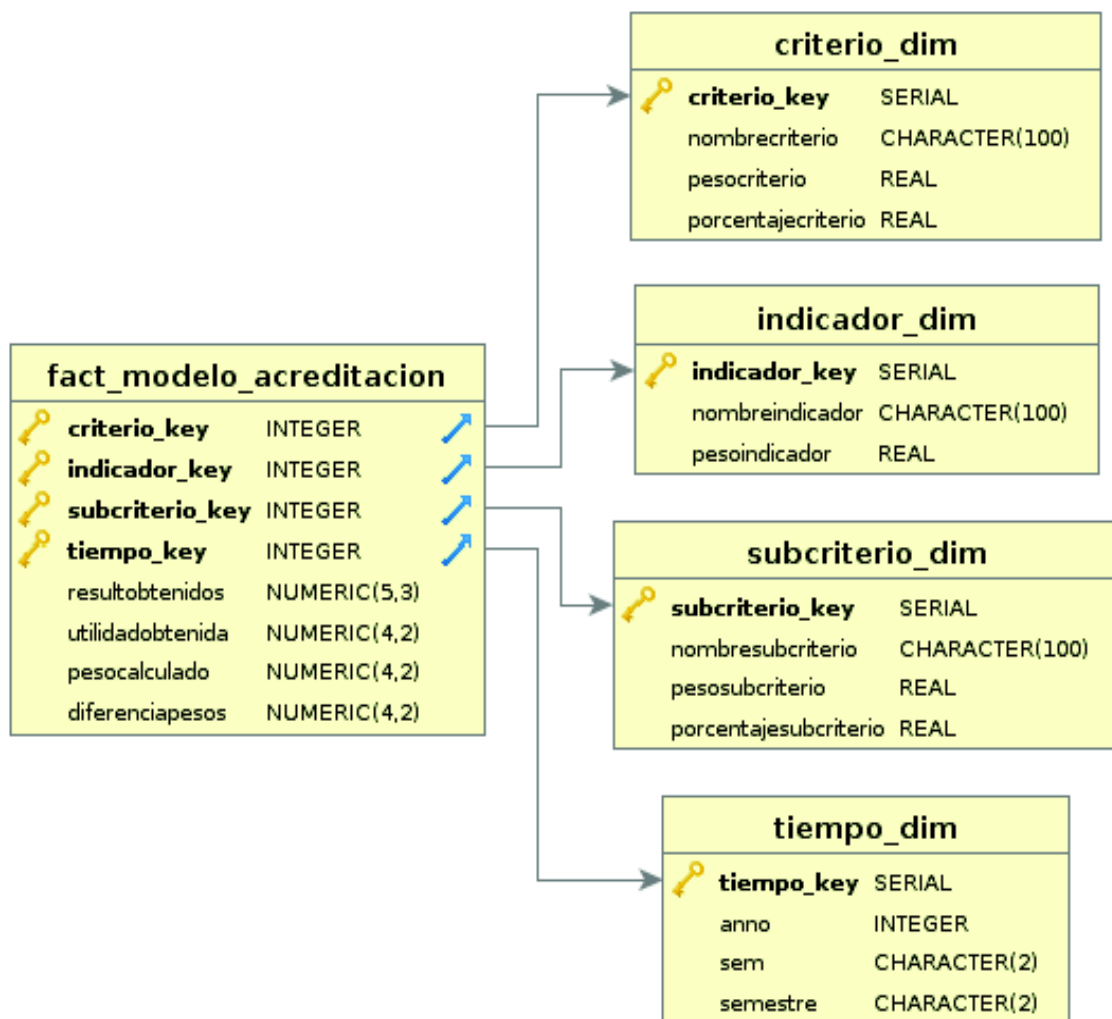 criterio_dim
criterio_key SERIAL
nombrecriterio CHARACTER(100)
pesocriterio REAL
porcentajecriterio REAL
indicador_dim
indicador_key SERIAL
nombreindicador CHARACTER(100)
pesoindicador REAL
fact_modelo_acreditacion
criterio_key INTEGER
indicador_key INTEGER
subcriterio_key INTEGER
tiempo_key INTEGER
resultobtenidos NUMERIC(5,3)
utilidadobtenida NUMERIC(4,2)
pesocalculado NUMERIC(4,2)
diferenciapesos NUMERIC(4,2)
subcriterio_dim
subcriterio_key SERIAL
nombresubcriterio CHARACTER(100)
pesosubcriterio REAL
porcentajesubcriterio REAL
tiempo_dim
tiempo_key SERIAL
anno INTEGER
sem CHARACTER(2)
semestre CHARACTER(2)